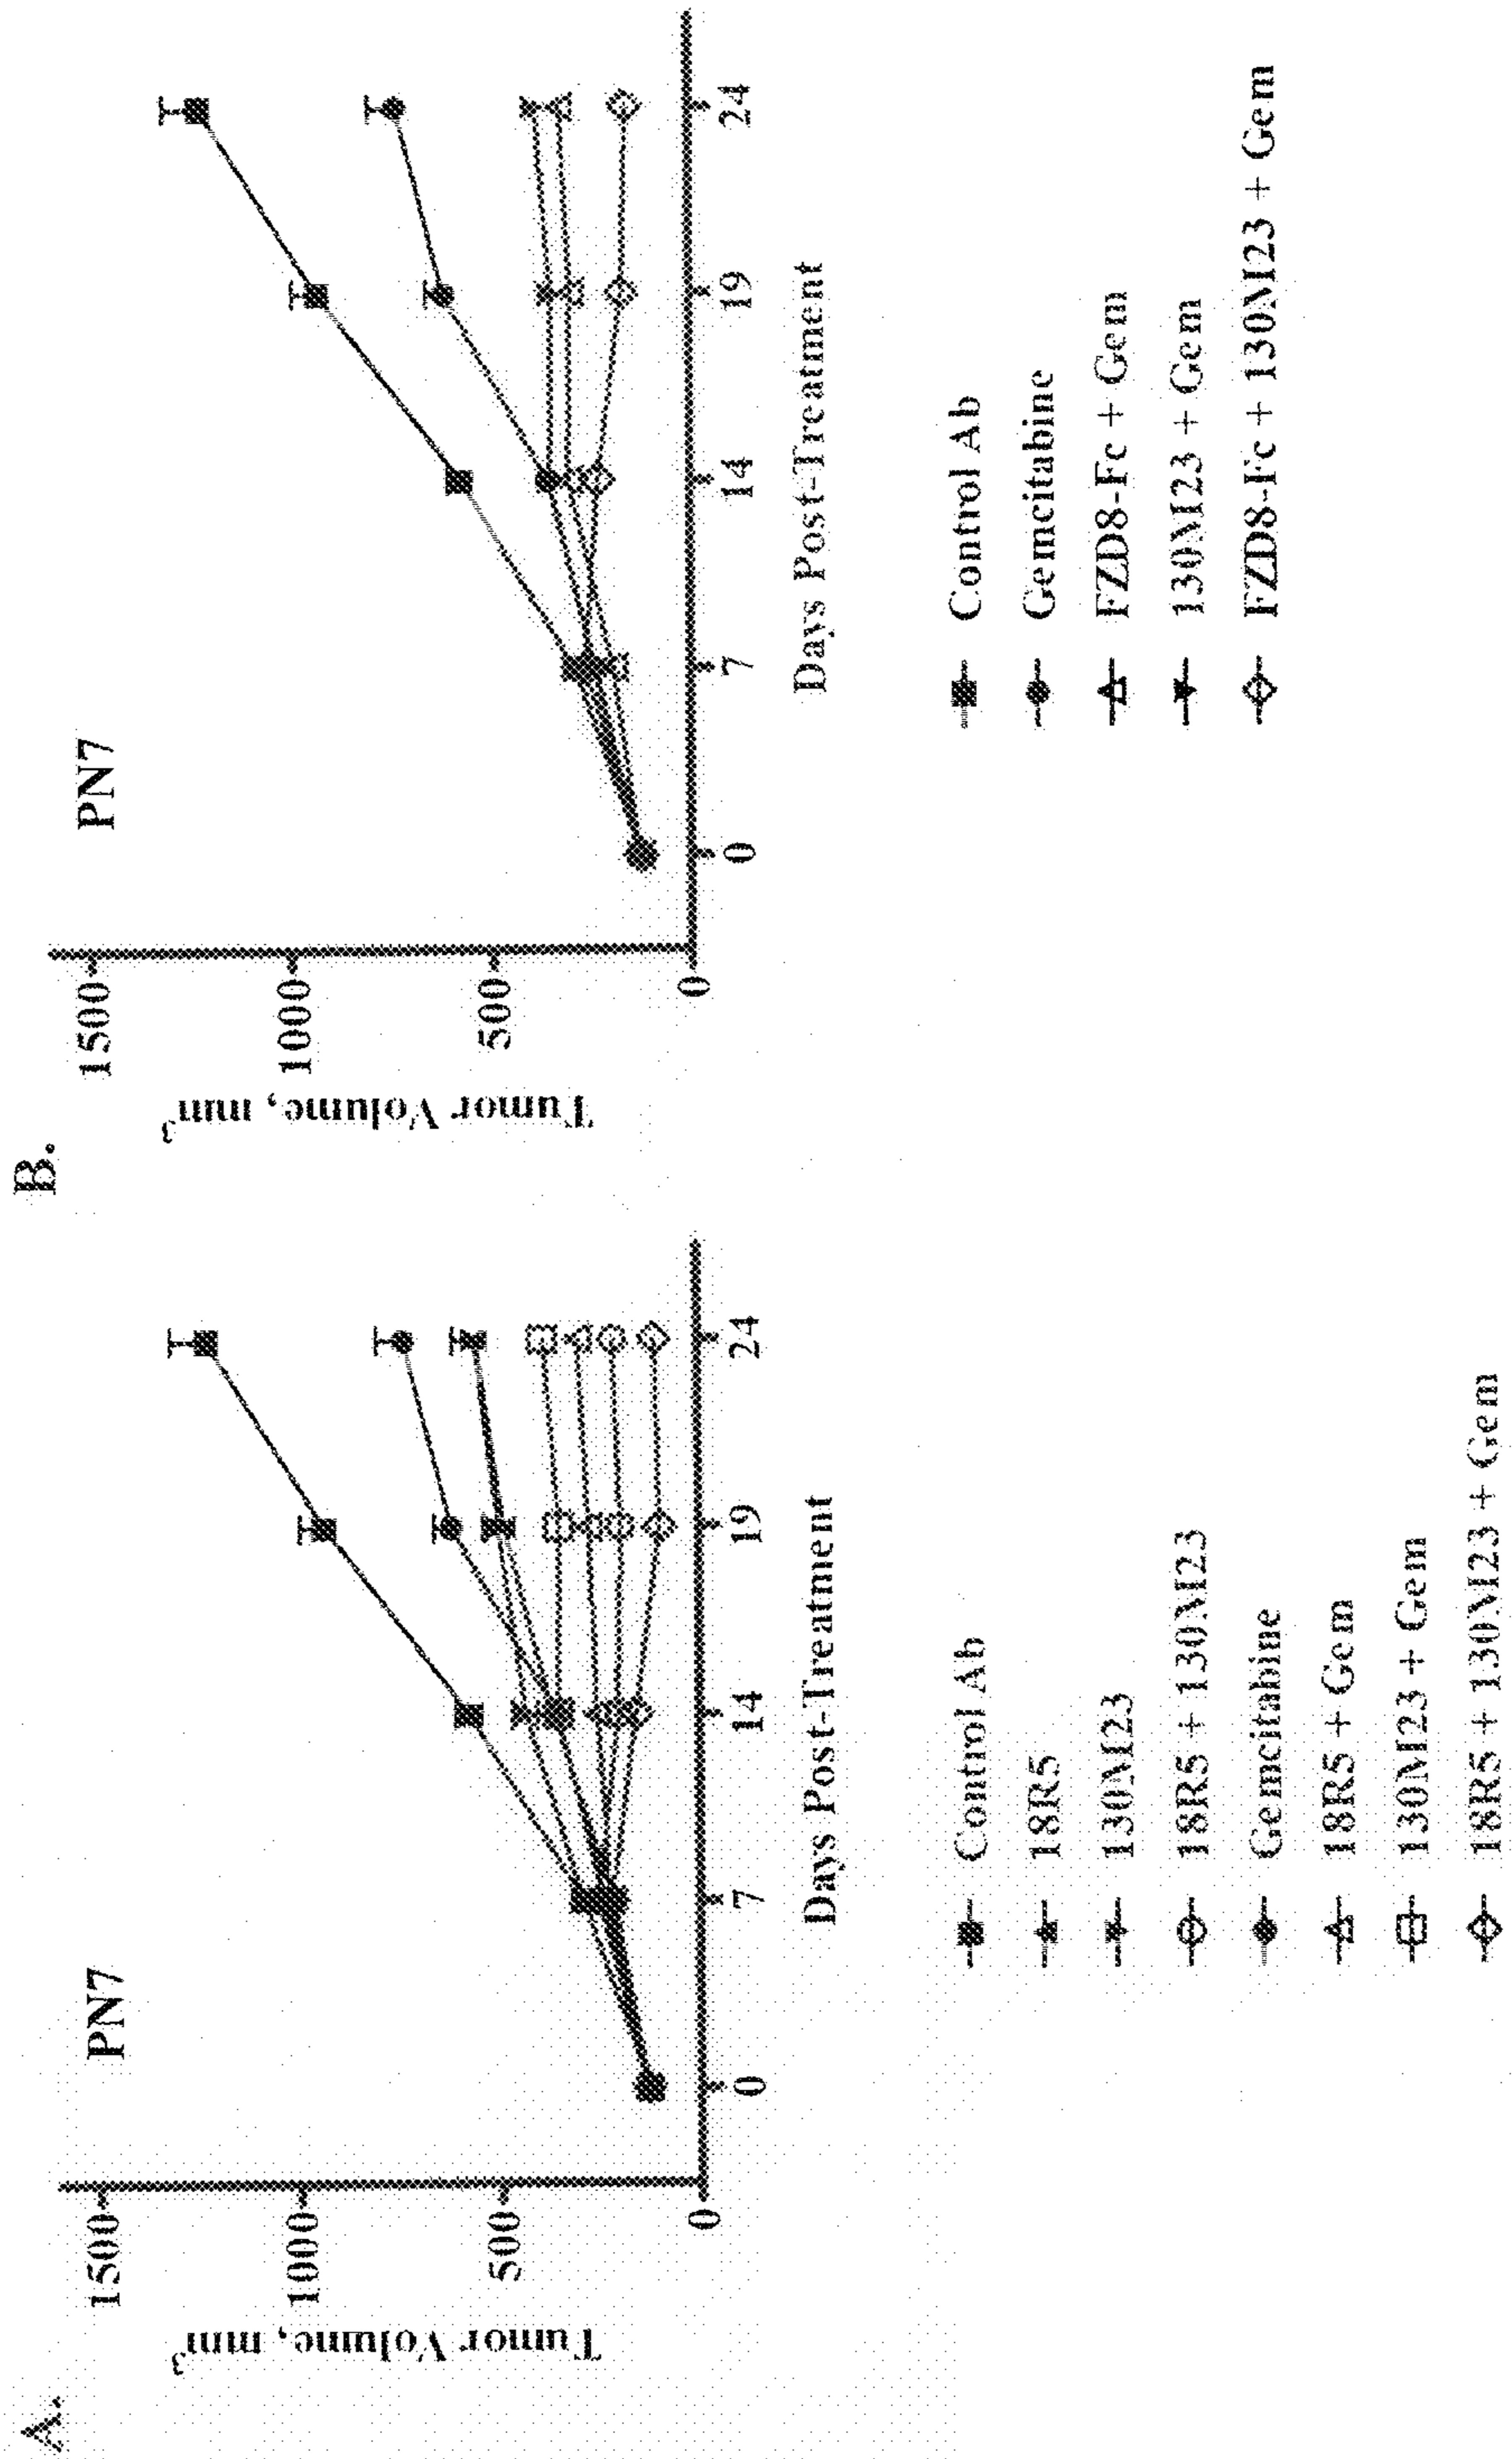 A.
PN7
Tumor Volume, mm³
1500
1000
500
0
0
7
14
19
24
Days Post-Treatment
Control Ab
18R5
130M23
18R5 + 130M23
Gemcitabine
18R5 + Gem
130M23 + Gem
18R5 + 130M23 + Gem
B.
PN7
Tumor Volume, mm³
1500
1000
500
0
0
7
14
19
24
Days Post-Treatment
Control Ab
Gemcitabine
FZD8-Fc + Gem
130M23 + Gem
FZD8-Fc + 130M23 + Gem